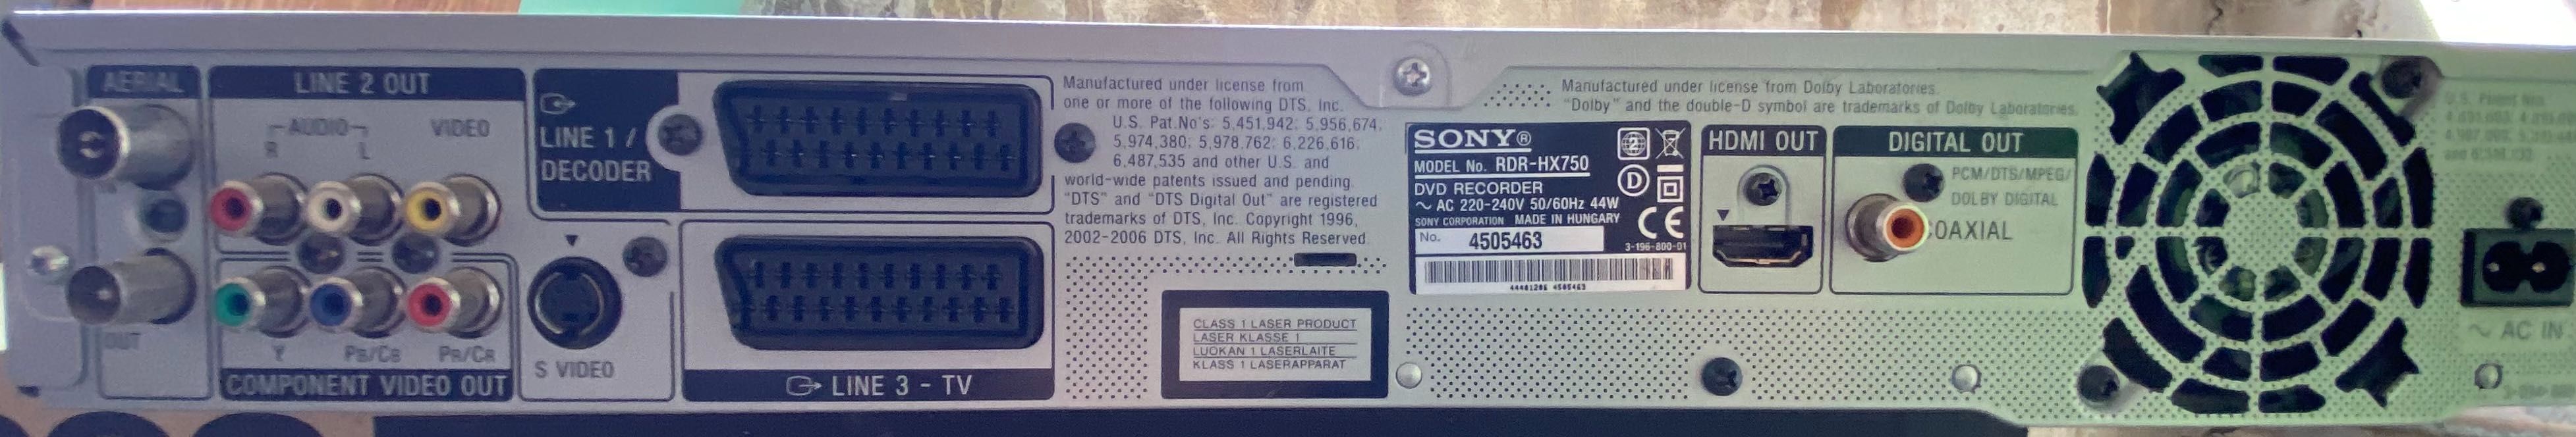 AERIAL
OUT
LINE 2 OUT
AUDIO
R
L
VIDEO
Y
PB/CB
PR/CR
COMPONENT VIDEO OUT
LINE 1 /
DECODER
S VIDEO
LINE 3 - TV
Manufactured under license from
one or more of the following DTS, Inc.
U.S. Pat.No's: 5,451,942; 5,956,674;
5,974,380; 5,978,762; 6,226,616;
6,487,535 and other U.S. and
world-wide patents issued and pending.
"DTS" and "DTS Digital Out" are registered
trademarks of DTS, Inc. Copyright 1996,
2002-2006 DTS, Inc. All Rights Reserved.
CLASS 1 LASER PRODUCT
LASER KLASSE 1
LUOKAN 1 LASERLAITE
KLASS 1 LASERAPPARAT
Manufactured under license from Dolby Laboratories.
"Dolby" and the double-D symbol are trademarks of Dolby Laboratories.
SONY®
MODEL No. RDR-HX750
DVD RECORDER
~ AC 220-240V 50/60Hz 44W
SONY CORPORATION MADE IN HUNGARY
No. 4505463
2
D
CE
3-196-800-01
HDMI OUT
DIGITAL OUT
PCM/DTS/MPEG/
DOLBY DIGITAL
COAXIAL
U.S. Patent Nos.
~ AC IN